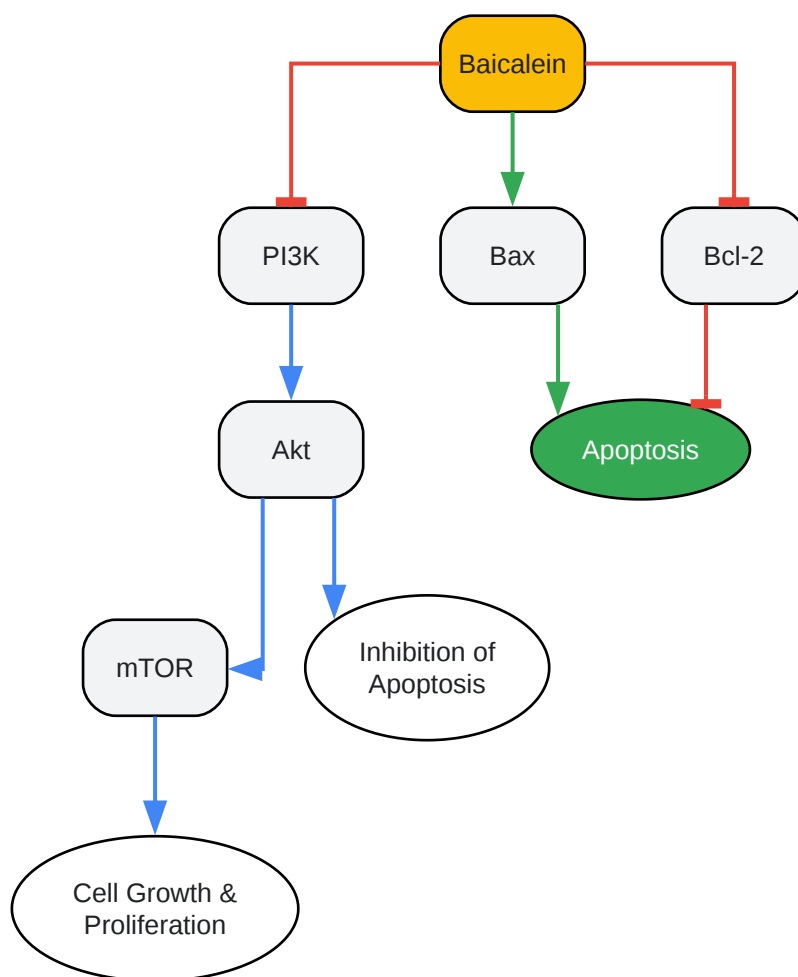 Baicalein
PI3K
Bax
Bcl-2
Akt
Apoptosis
mTOR
Inhibition of
Apoptosis
Cell Growth &
Proliferation